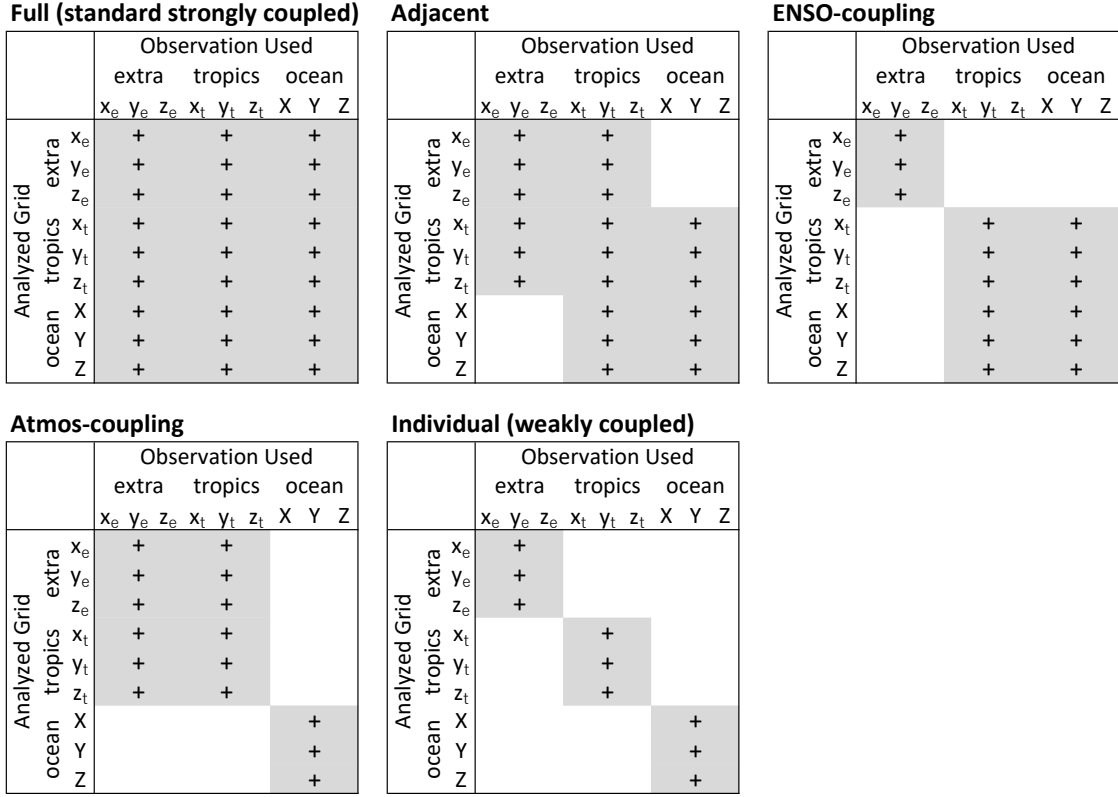 Full (standard strongly coupled)
Observation Used
extra tropics ocean
xe ye ze xt yt zt X Y Z
Analyzed Grid
extra
xe + + +
ye + + +
ze + + +
tropics
xt + + +
yt + + +
zt + + +
ocean
X + + +
Y + + +
Z + + +
Adjacent
Observation Used
extra tropics ocean
xe ye ze xt yt zt X Y Z
Analyzed Grid
extra
xe + +
ye + +
ze + +
tropics
xt + + +
yt + + +
zt + + +
ocean
X + +
Y + +
Z + +
ENSO-coupling
Observation Used
extra tropics ocean
xe ye ze xt yt zt X Y Z
Analyzed Grid
extra
xe +
ye +
ze +
tropics
xt + +
yt + +
zt + +
ocean
X + +
Y + +
Z + +
Atmos-coupling
Observation Used
extra tropics ocean
xe ye ze xt yt zt X Y Z
Analyzed Grid
extra
xe + +
ye + +
ze + +
tropics
xt + +
yt + +
zt + +
ocean
X +
Y +
Z +
Individual (weakly coupled)
Observation Used
extra tropics ocean
xe ye ze xt yt zt X Y Z
Analyzed Grid
extra
xe +
ye +
ze +
tropics
xt +
yt +
zt +
ocean
X +
Y +
Z +